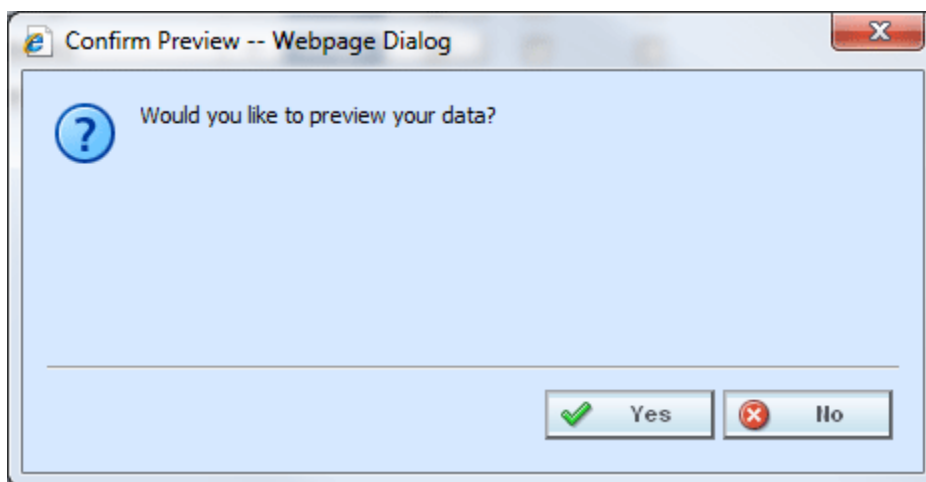 Confirm Preview -- Webpage Dialog
Would you like to preview your data?
Yes No